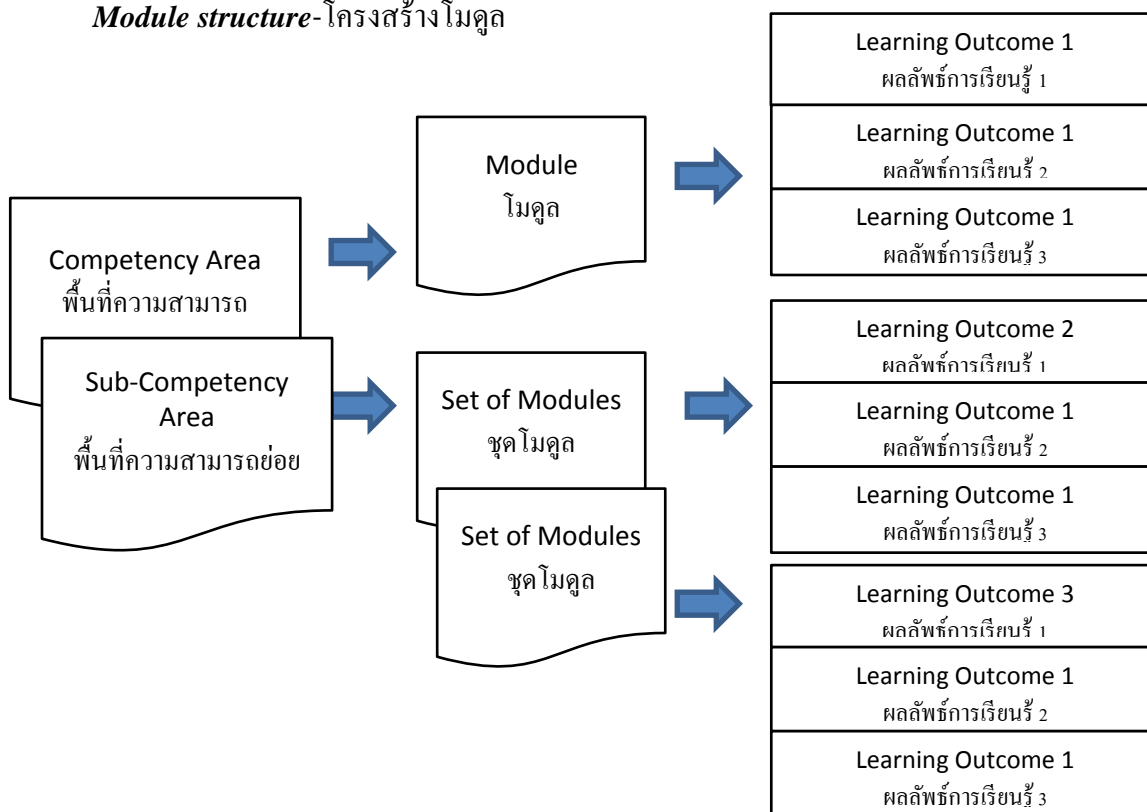 Module structure-โครงสร้างโมดูล
Competency Area
พื้นที่ความสามารถ
Sub-Competency
Area
พื้นที่ความสามารถย่อย
Module
โมดูล
Set of Modules
ชุดโมดูล
Set of Modules
ชุดโมดูล
Learning Outcome 1
ผลลัพธ์การเรียนรู้ 1
Learning Outcome 1
ผลลัพธ์การเรียนรู้ 2
Learning Outcome 1
ผลลัพธ์การเรียนรู้ 3
Learning Outcome 2
ผลลัพธ์การเรียนรู้ 1
Learning Outcome 1
ผลลัพธ์การเรียนรู้ 2
Learning Outcome 1
ผลลัพธ์การเรียนรู้ 3
Learning Outcome 3
ผลลัพธ์การเรียนรู้ 1
Learning Outcome 1
ผลลัพธ์การเรียนรู้ 2
Learning Outcome 1
ผลลัพธ์การเรียนรู้ 3